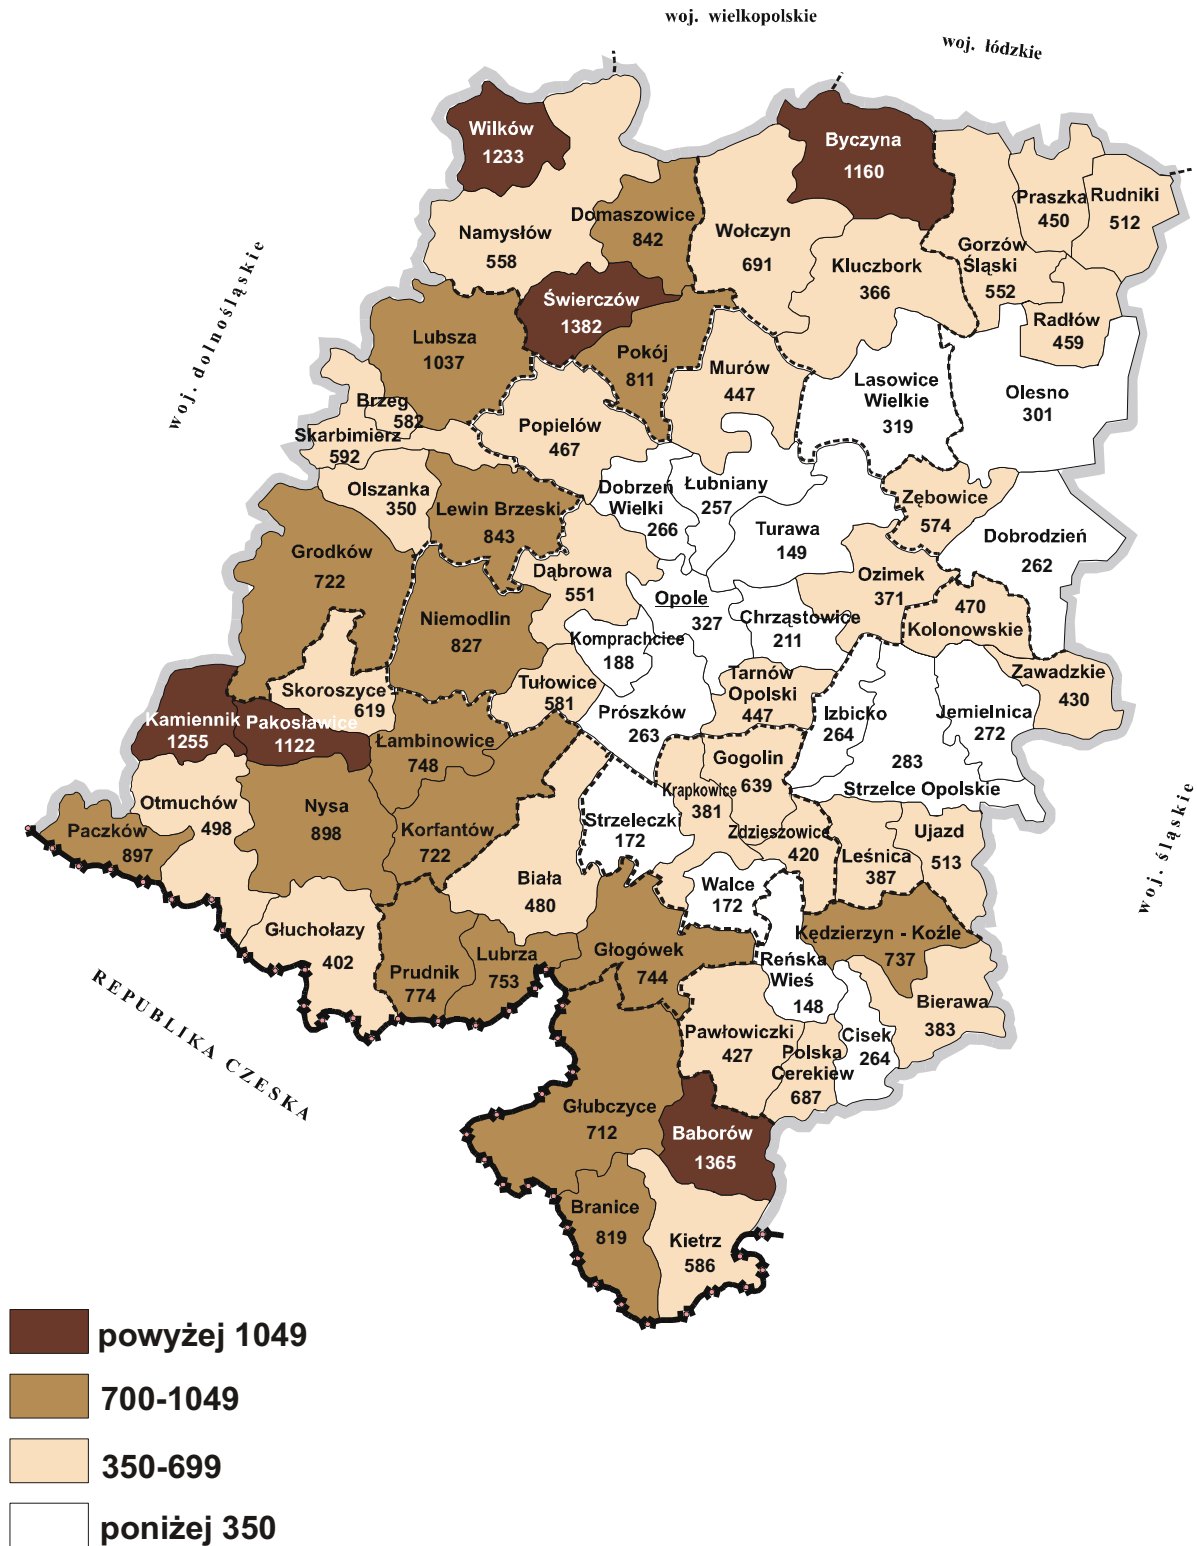 woj. wielkopolskie
woj. łódzkie
Wilków
1233
Byczyna
1160
Praszka
450
Rudniki
512
Domaszowice
842
Namysłów
558
Wołczyn
691
Kluczbork
366
Gorzów
Śląski
552
woj. dolnośląskie
Świerczów
1382
Radłów
459
Lubsza
1037
Pokój
811
Murów
447
Lasowice
Wielkie
319
Olesno
301
Brzeg
582
Skarbimierz
592
Popielów
467
Olszanka
350
Lewin Brzeski
843
Dobrzeń
Wielki
266
Łubniany
257
Turawa
149
Zębowice
574
Dobrodzień
262
Grodków
722
Dąbrowa
551
Ozimek
371
Opole
327
Chrząstowice
211
470
Kolonowskie
Niemodlin
827
Komprachcice
188
Skoroszyce
619
Tułowice
581
Tarnów
Opolski
447
Zawadzkie
430
Kamiennik
1255
Pakosławice
1122
Łambinowice
748
Prószków
263
Izbicko
264
Jemielnica
272
283
Strzelce Opolskie
Gogolin
639
Krapkowice
381
Otmuchów
498
Nysa
898
Paczków
897
Korfantów
722
Strzeleczki
172
Zdzieszowice
420
Leśnica
387
Ujazd
513
woj. śląskie
Biała
480
Walce
172
Głuchołazy
402
Prudnik
774
Lubrza
753
Głogówek
744
Kędzierzyn - Koźle
737
Reńska
Wieś
148
Bierawa
383
REPUBLIKA CZESKA
Pawłowiczki
427
Polska
Cerekiew
687
Cisek
264
Głubczyce
712
Baborów
1365
Branice
819
Kietrz
586
powyżej 1049
700-1049
350-699
poniżej 350